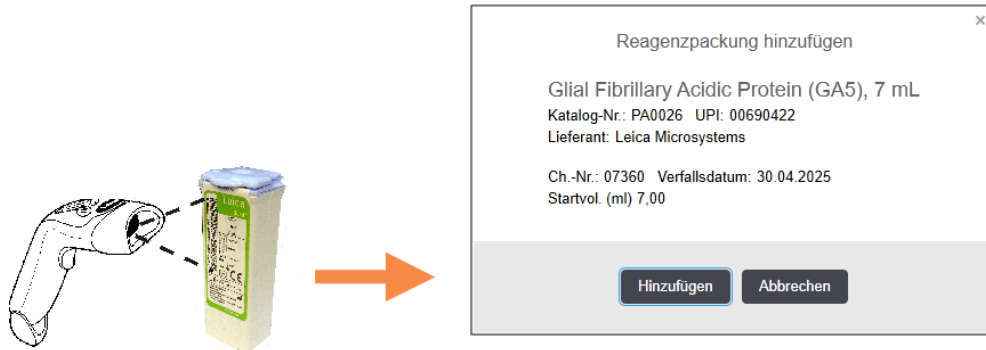 ×
Reagenzpackung hinzufügen
Glial Fibrillary Acidic Protein (GA5), 7 mL
Katalog-Nr.: PA0026 UPI: 00690422
Lieferant: Leica Microsystems
Ch.-Nr.: 07360 Verfallsdatum: 30.04.2025
Startvol. (ml) 7,00
Hinzufügen Abbrechen
Leica
CE